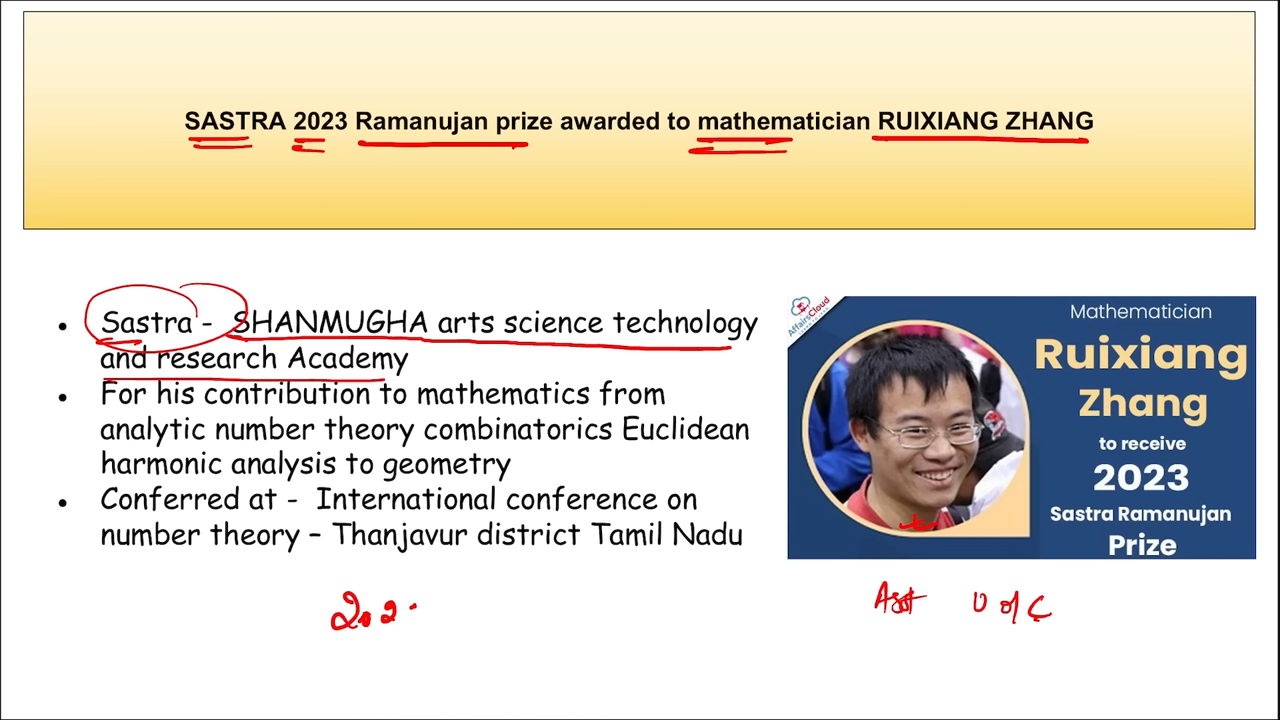 SASTRA 2023 Ramanujan prize awarded to mathematician RUIXIANG ZHANG
• Sastra - SHANMUGHA arts science technology
and research Academy
• For his contribution to mathematics from
analytic number theory combinatorics Euclidean
harmonic analysis to geometry
• Conferred at - International conference on
number theory – Thanjavur district Tamil Nadu
AffairsCloud
Mathematician
Ruixiang
Zhang
to receive
2023
Sastra Ramanujan
Prize
202
Asst U of C